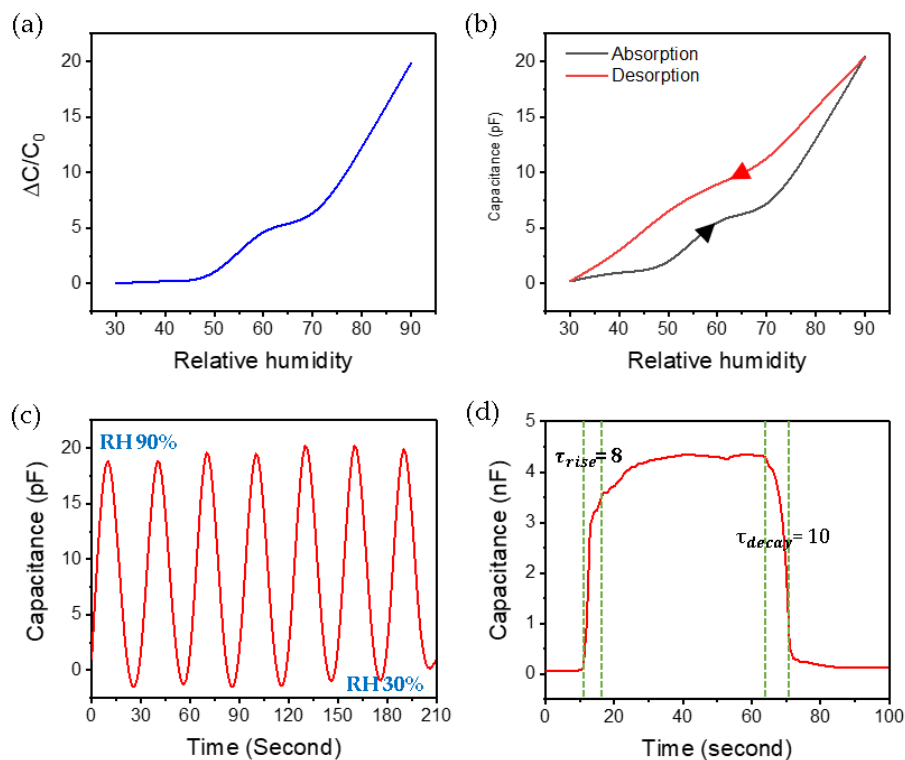 (a)
20
15
10
5
0
ΔC/C₀
30 40 50 60 70 80 90
Relative humidity
(b)
Absorption
Desorption
20
15
10
5
0
Capacitance (pF)
30 40 50 60 70 80 90
Relative humidity
(c)
RH 90%
20
15
10
5
0
Capacitance (pF)
RH 30%
0 30 60 90 120 150 180 210
Time (Second)
(d)
5
4
3
2
1
0
Capacitance (nF)
τrise= 8
τdecay= 10
0 20 40 60 80 100
Time (second)